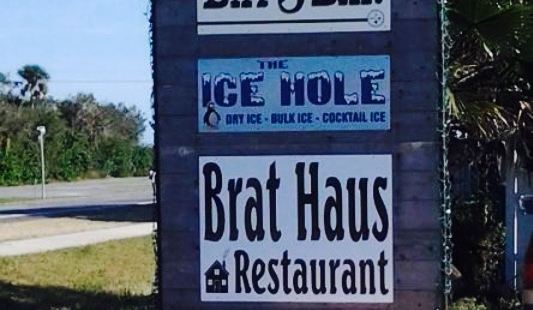 THE
ICE HOLE
DRY ICE - BULK ICE - COCKTAIL ICE
Brat Haus
Restaurant